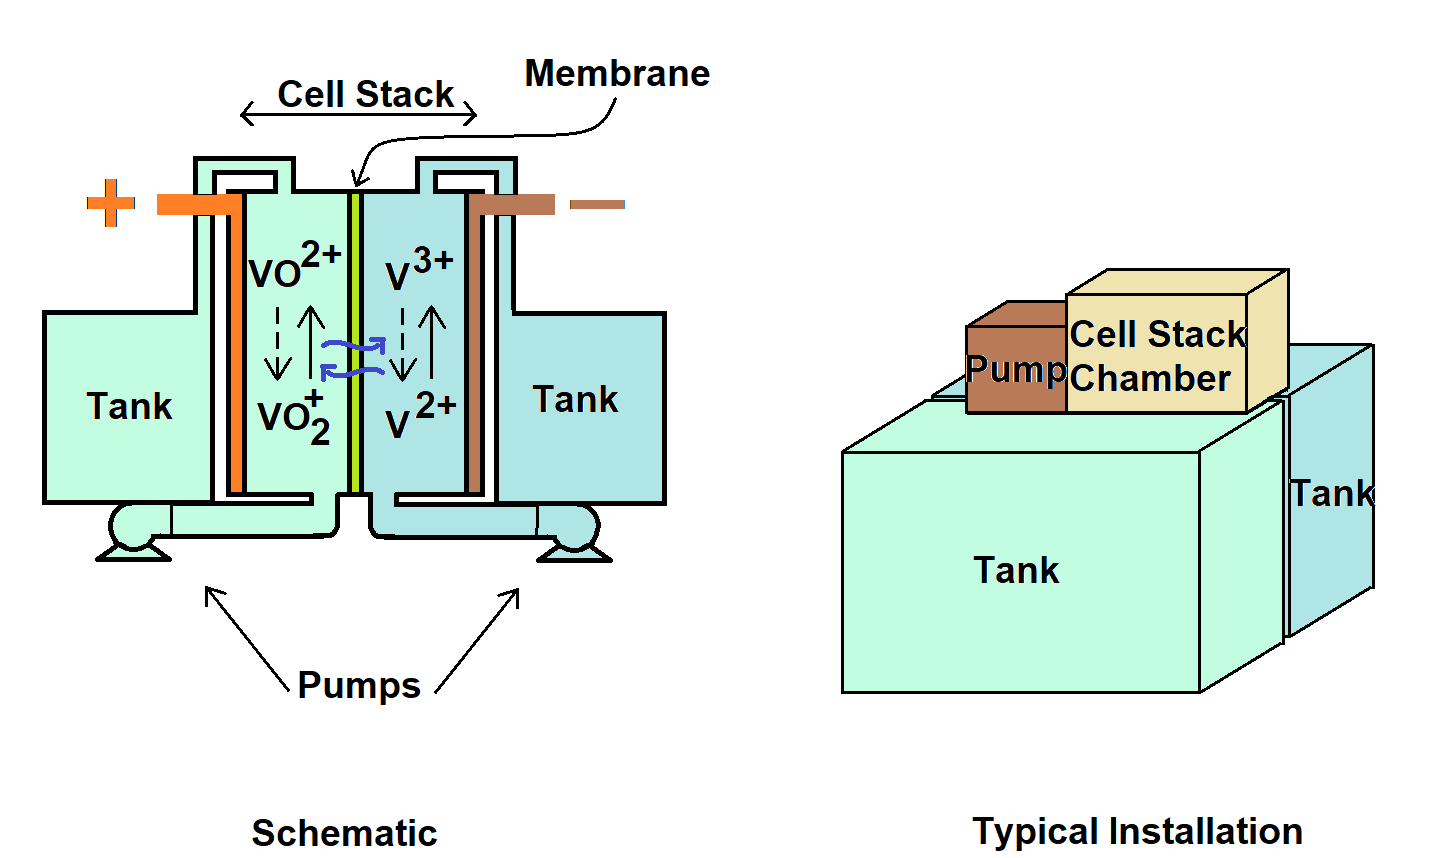 Membrane
Cell Stack
+
−
VO2+
V3+
VO2+
V2+
Tank
Tank
Pumps
Schematic
Cell Stack
Pump
Chamber
Tank
Tank
Typical Installation